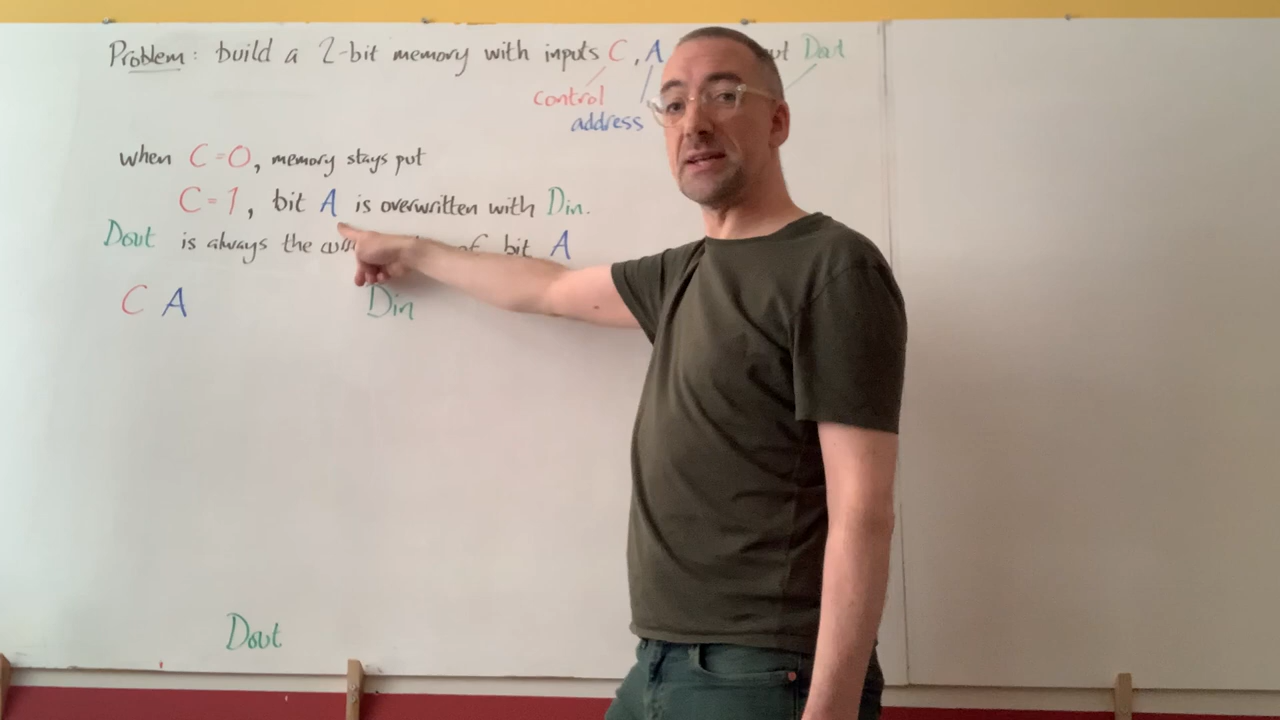 Problem: build a 2-bit memory with inputs C, A Dout
control
address
when C=0, memory stays put
C=1, bit A is overwritten with Din.
Dout is always the of bit A
C A Din
Dout